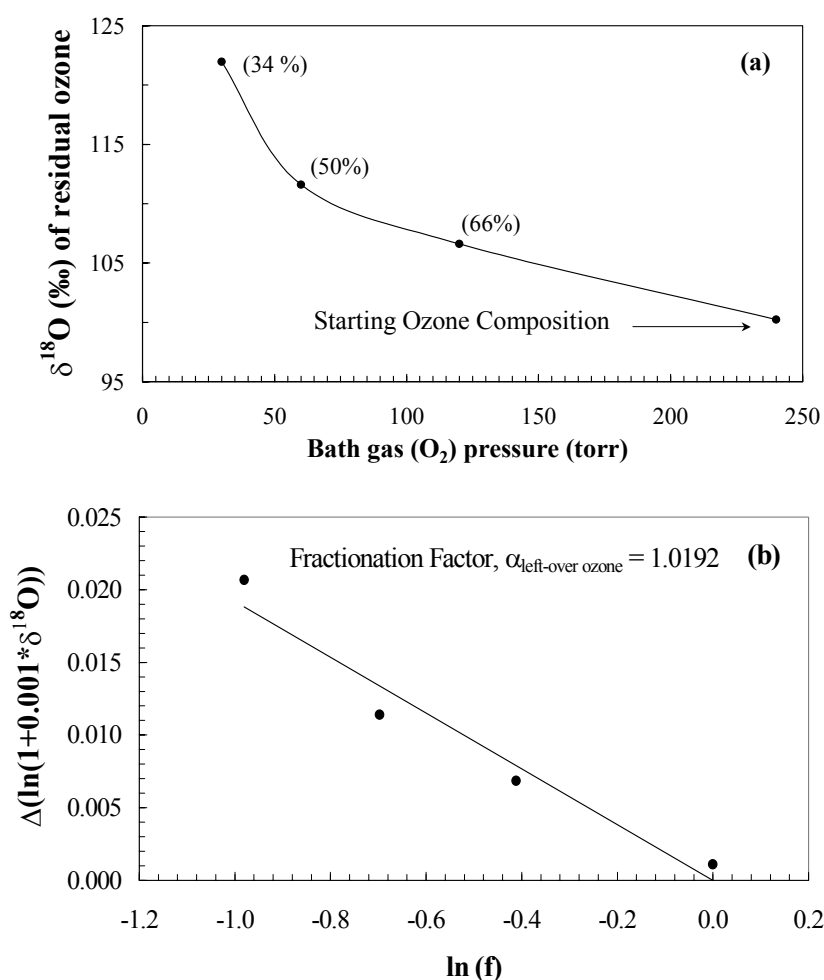 125
115
105
95
δ¹⁸O (‰) of residual ozone
(a)
(34 %)
(50%)
(66%)
Starting Ozone Composition
0 50 100 150 200 250
Bath gas (O₂) pressure (torr)
0.025
0.020
0.015
0.010
0.005
0.000
Δ(ln(1+0.001*δ¹⁸O))
Fractionation Factor, α left-over ozone = 1.0192 (b)
-1.2 -1.0 -0.8 -0.6 -0.4 -0.2 0.0 0.2
ln (f)